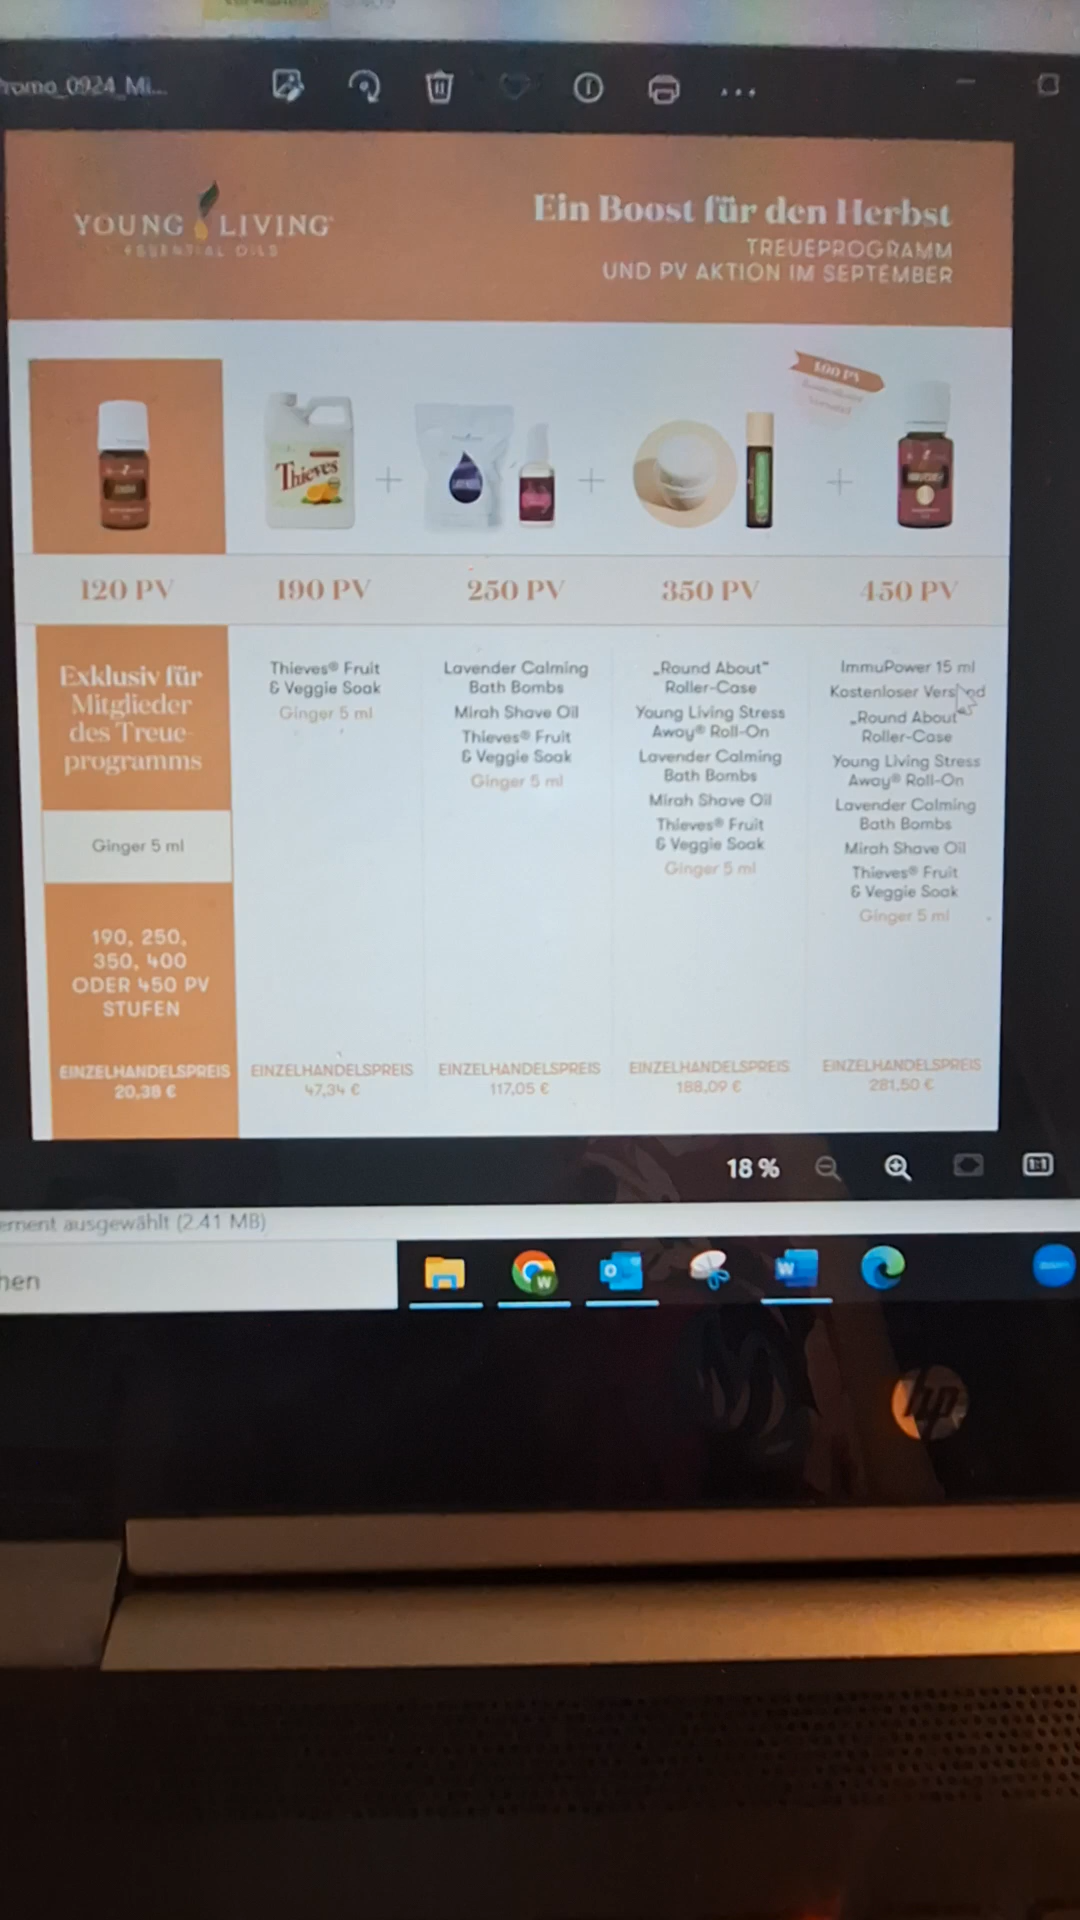 romo_0924_Mi...
YOUNG LIVING
ESSENTIAL OILS
Ein Boost für den Herbst
TREUEPROGRAMM
UND PV AKTION IM SEPTEMBER
400 PV
Thieves
120 PV
190 PV
250 PV
350 PV
450 PV
Exklusiv für
Mitglieder
des Treue-
programms
Ginger 5 ml
190, 250,
350, 400
ODER 450 PV
STUFEN
EINZELHANDELSPREIS
20,38 €
Thieves® Fruit
& Veggie Soak
Ginger 5 ml
EINZELHANDELSPREIS
47,34 €
Lavender Calming
Bath Bombs
Mirah Shave Oil
Thieves® Fruit
& Veggie Soak
Ginger 5 ml
EINZELHANDELSPREIS
117,05 €
„Round About“
Roller-Case
Young Living Stress
Away® Roll-On
Lavender Calming
Bath Bombs
Mirah Shave Oil
Thieves® Fruit
& Veggie Soak
Ginger 5 ml
EINZELHANDELSPREIS
188,09 €
ImmuPower 15 ml
Kostenloser Versand
„Round About“
Roller-Case
Young Living Stress
Away® Roll-On
Lavender Calming
Bath Bombs
Mirah Shave Oil
Thieves® Fruit
& Veggie Soak
Ginger 5 ml
EINZELHANDELSPREIS
281,50 €
18 %
1:1
ement ausgewählt (2.41 MB)
hen
W
W
hp